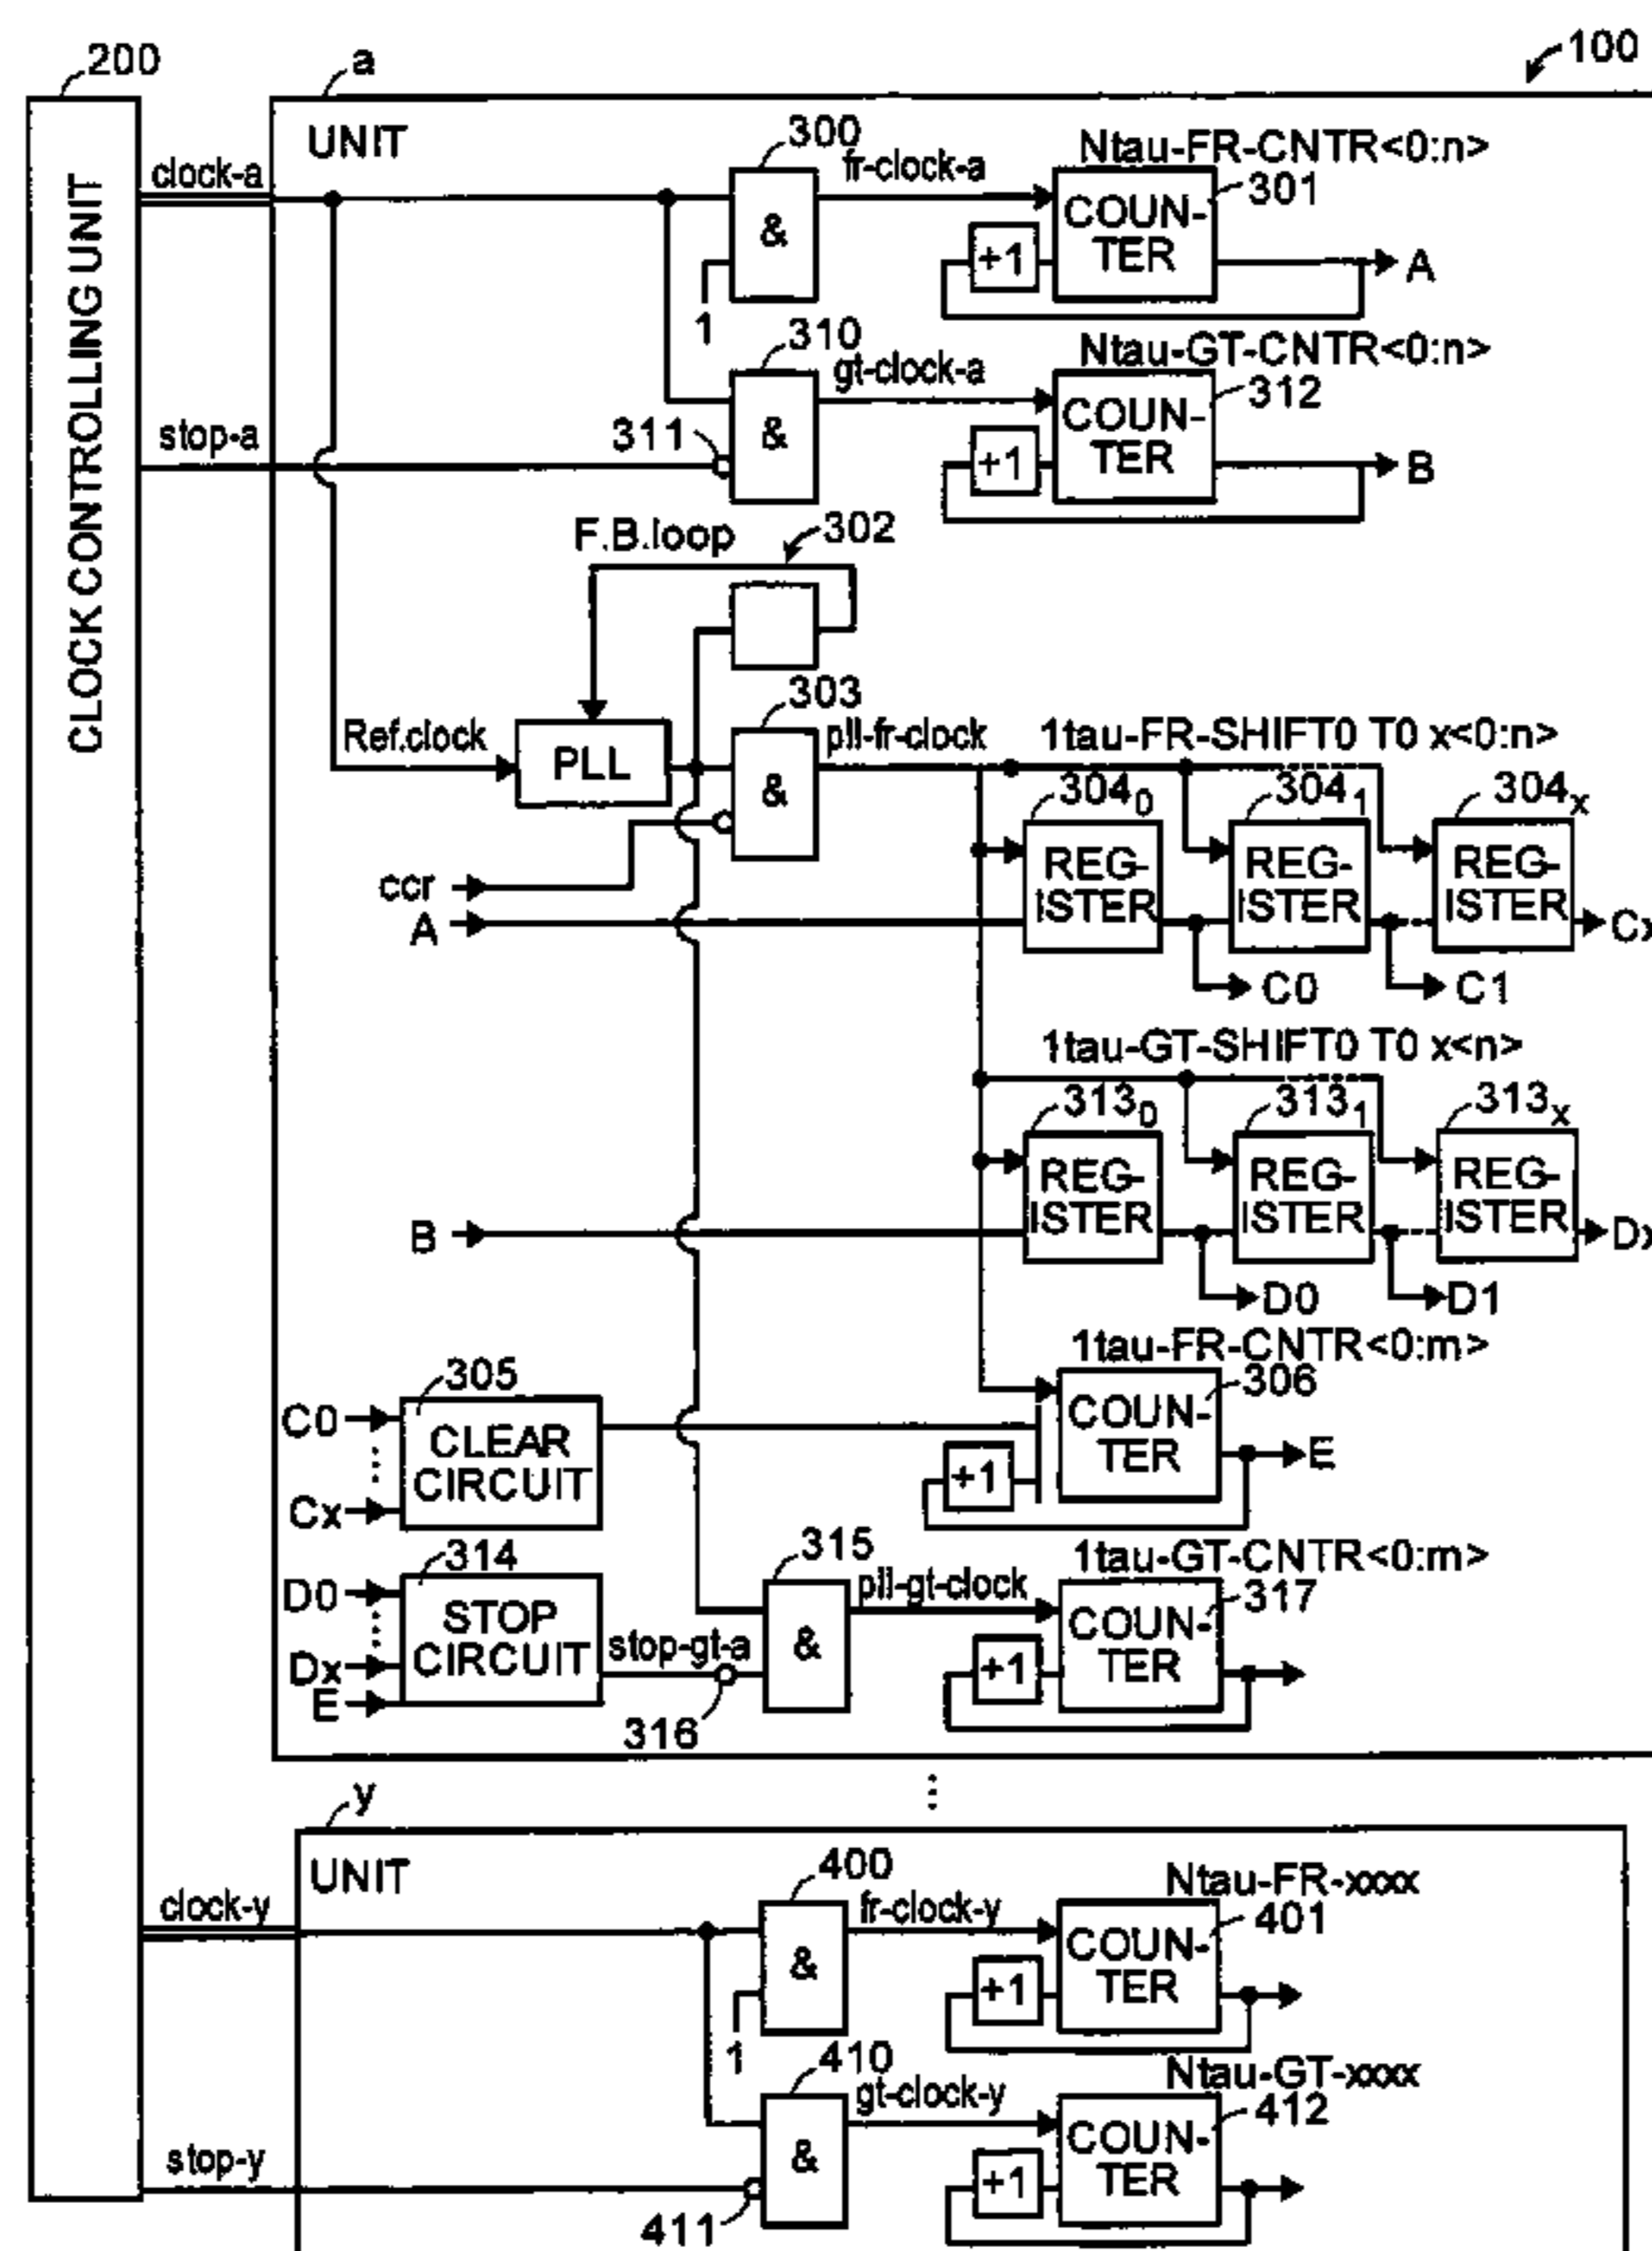 100
200
a
CLOCK CONTROLLING UNIT
UNIT
clock-a
300
fr-clock-a
Ntau-FR-CNTR<0:n>
301
&
1
COUN-
TER
+1
A
310
gt-clock-a
Ntau-GT-CNTR<0:n>
312
stop-a
311
&
COUN-
TER
+1
B
F.B.loop
302
303
Ref.clock
PLL
&
pll-fr-clock
1tau-FR-SHIFT0 T0 x<0:n>
304 0
304 1
304 x
REG-
ISTER
REG-
ISTER
REG-
ISTER
ccr
A
Cx
C0
C1
1tau-GT-SHIFT0 T0 x<n>
313 0
313 1
313 x
REG-
ISTER
REG-
ISTER
REG-
ISTER
B
Dx
D0
D1
1tau-FR-CNTR<0:m>
305
306
C0
Cx
CLEAR
CIRCUIT
COUN-
TER
+1
E
314
315
1tau-GT-CNTR<0:m>
317
D0
Dx
E
STOP
CIRCUIT
stop-gt-a
316
&
pll-gt-clock
COUN-
TER
+1
y
UNIT
clock-y
400
fr-clock-y
Ntau-FR-xxxx
401
&
1
COUN-
TER
+1
410
gt-clock-y
Ntau-GT-xxxx
412
stop-y
411
&
COUN-
TER
+1